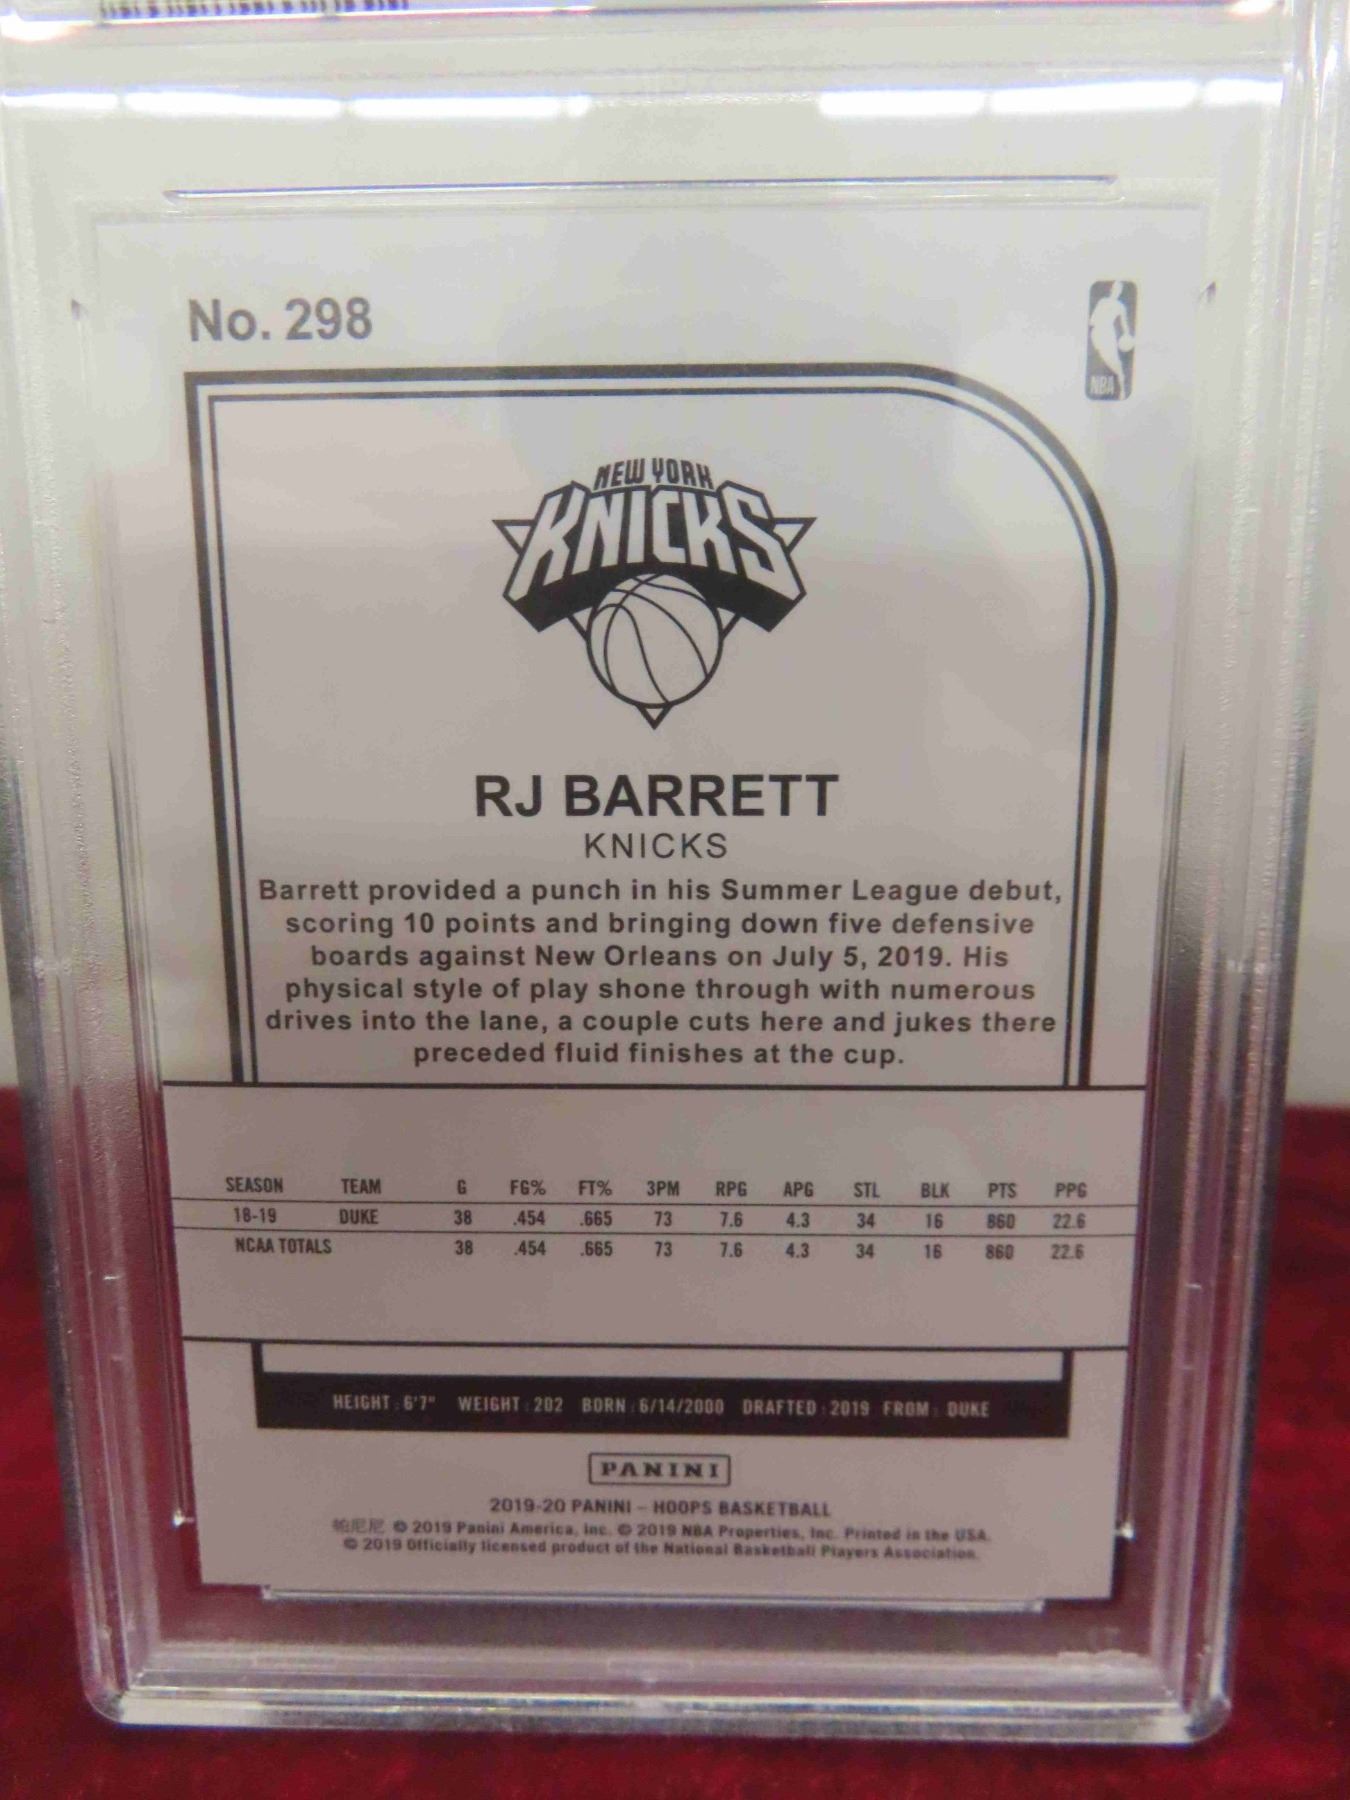 No. 298
NBA
NEW YORK
KNICKS
RJ BARRETT
KNICKS
Barrett provided a punch in his Summer League debut,
scoring 10 points and bringing down five defensive
boards against New Orleans on July 5, 2019. His
physical style of play shone through with numerous
drives into the lane, a couple cuts here and jukes there
preceded fluid finishes at the cup.
SEASON TEAM G FG% FT% 3PM RPG APG STL BLK PTS PPG
18-19 DUKE 38 .454 .665 73 7.6 4.3 34 16 860 22.6
NCAA TOTALS 38 .454 .665 73 7.6 4.3 34 16 860 22.6
HEIGHT: 6'7" WEIGHT: 202 BORN: 6/14/2000 DRAFTED: 2019 FROM: DUKE
PANINI
2019-20 PANINI – HOOPS BASKETBALL
帕尼尼 © 2019 Panini America, Inc. © 2019 NBA Properties, Inc. Printed in the USA.
© 2019 Officially licensed product of the National Basketball Players Association.